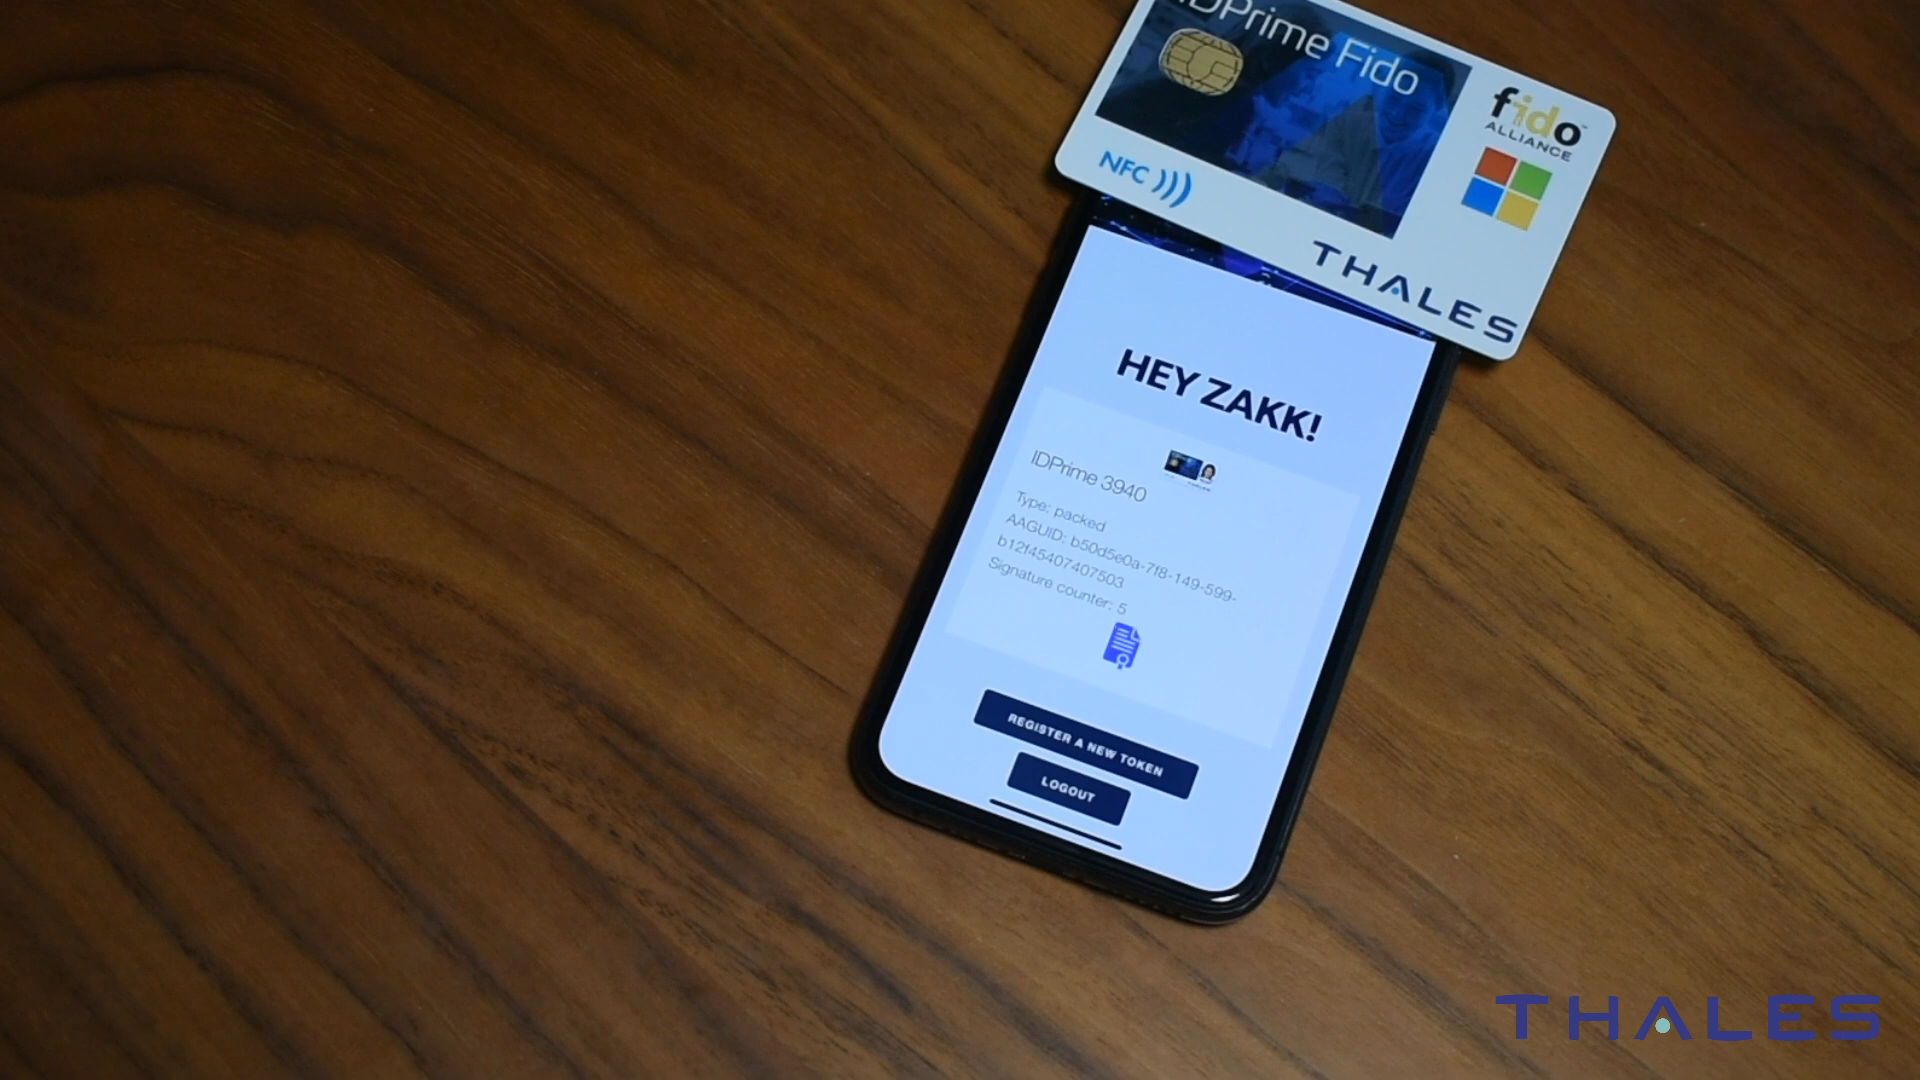 IDPrime Fido
fido
ALLIANCE
NFC
THALES
HEY ZAKK!
IDPrime 3940
Type: packed
AAGUID: b50d5e0a-7f8-149-599-
b12f45407407503
Signature counter: 5
REGISTER A NEW TOKEN
LOGOUT
THALES